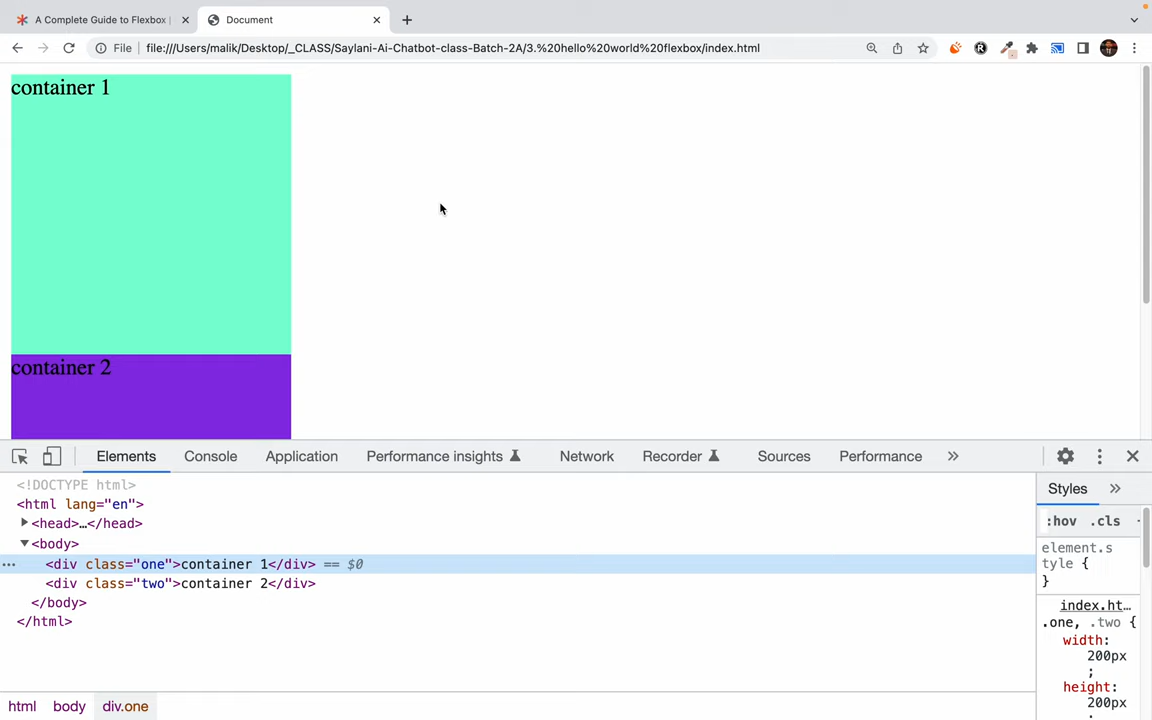 A Complete Guide to Flexbox |
Document
File
file:///Users/malik/Desktop/_CLASS/Saylani-Ai-Chatbot-class-Batch-2A/3.%20hello%20world%20flexbox/index.html
container 1
container 2
Elements
Console
Application
Performance insights
Network
Recorder
Sources
Performance
<!DOCTYPE html>
<html lang="en">
<head>…</head>
<body>
<div class="one">container 1</div> == $0
<div class="two">container 2</div>
</body>
</html>
html body div.one
Styles
:hov .cls
element.s
tyle {
}
index.ht…
.one, .two {
width:
200px
;
height:
200px